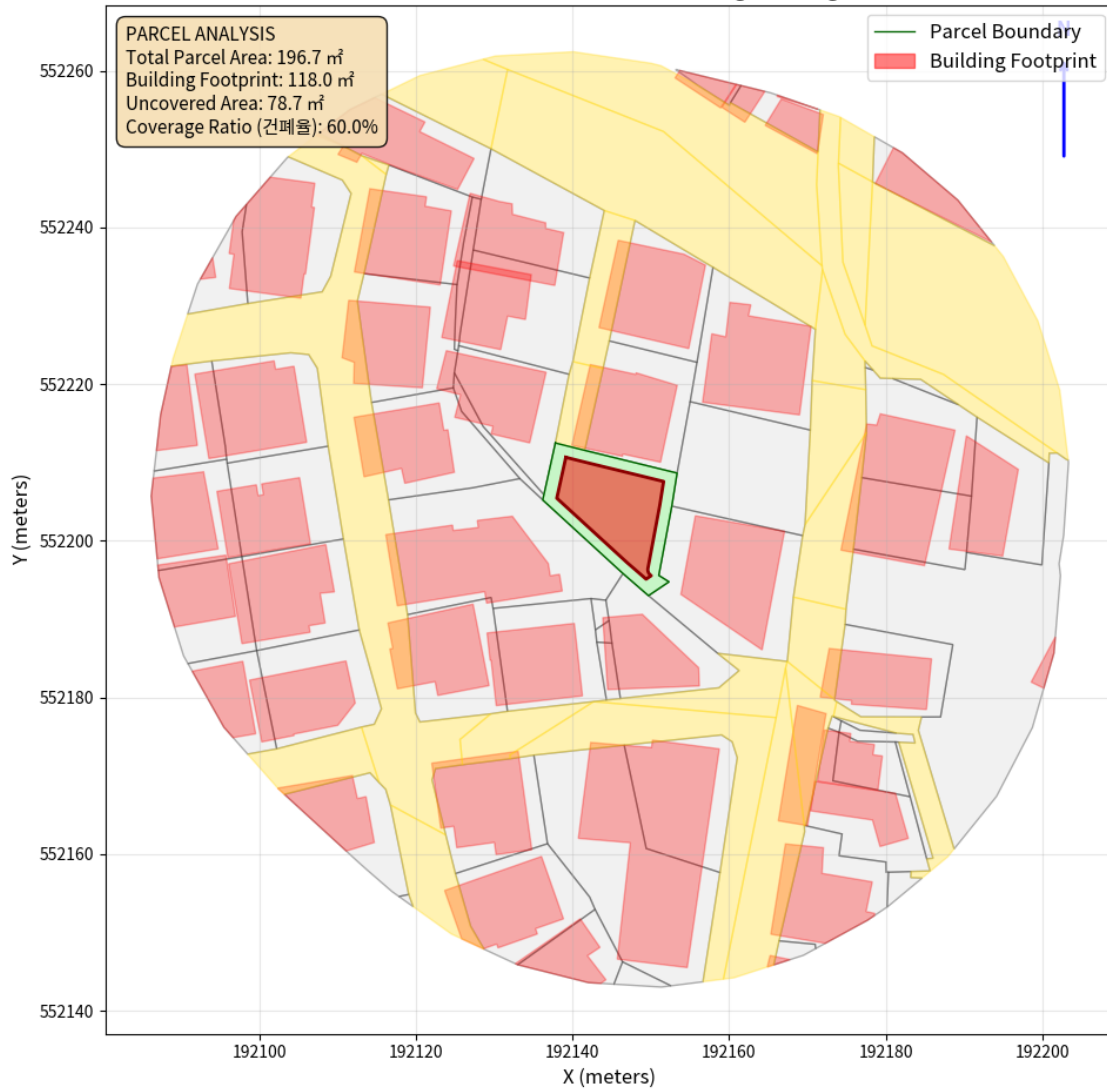 PARCEL ANALYSIS
Total Parcel Area: 196.7 ㎡
Building Footprint: 118.0 ㎡
Uncovered Area: 78.7 ㎡
Coverage Ratio (건폐율): 60.0%
Parcel Boundary
Building Footprint
N
552260
552240
552220
552200
552180
552160
552140
Y (meters)
192100
192120
192140
192160
192180
192200
X (meters)